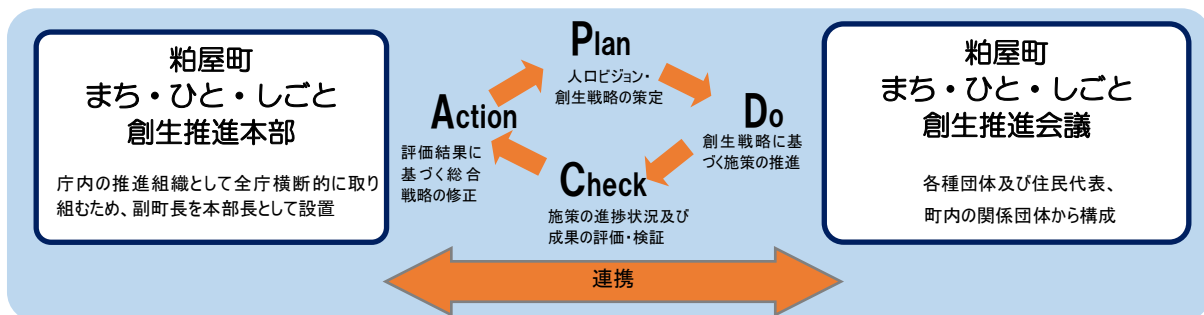 粕屋町
まち・ひと・しごと
創生推進本部
庁内の推進組織として全庁横断的に取り
組むため、副町長を本部長として設置
Plan
人口ビジョン・
創生戦略の策定
Do
創生戦略に基
づく施策の推進
Check
施策の進捗状況及び
成果の評価・検証
Action
評価結果に
基づく総合
戦略の修正
連携
粕屋町
まち・ひと・しごと
創生推進会議
各種団体及び住民代表、
町内の関係団体から構成